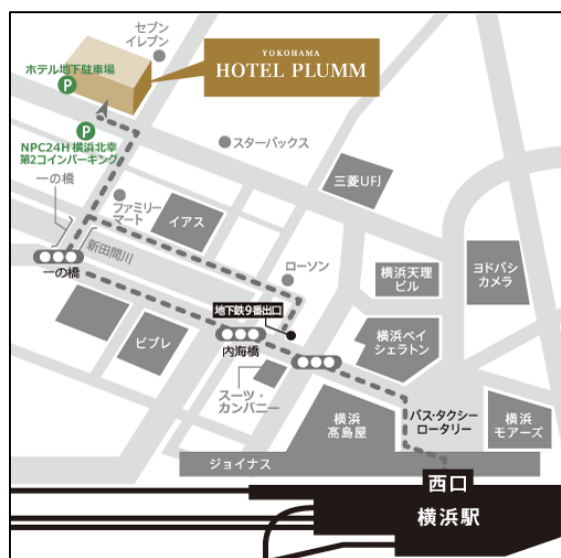 セブン
イレブン
YOKOHAMA
HOTEL PLUMM
ホテル地下駐車場
P
P
NPC24H 横浜北幸
第2コインパーキング
スターバックス
三菱UFJ
一の橋
ファミリー
マート
イアス
新田間川
一の橋
ローソン
横浜天理
ビル
ヨドバシ
カメラ
地下鉄9番出口
ビブレ
内海橋
横浜ベイ
シェラトン
スーツ・
カンパニー
横浜
高島屋
バス・タクシー
ロータリー
横浜
モアーズ
ジョイナス
西口
横浜駅